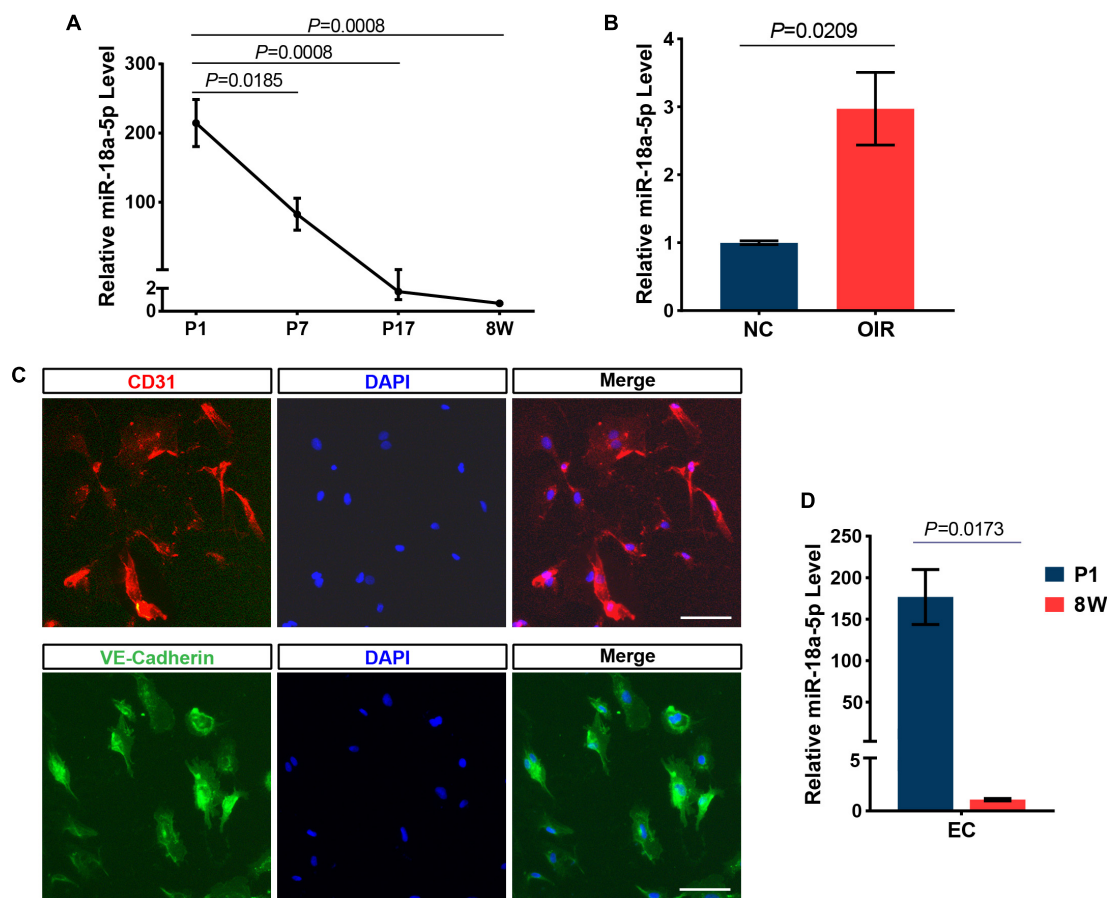 A
P=0.0008
P=0.0008
P=0.0185
Relative miR-18a-5p Level
300
200
100
2
0
P1 P7 P17 8W
B
P=0.0209
Relative miR-18a-5p Level
4
3
2
1
0
NC OIR
C
CD31 DAPI Merge
VE-Cadherin DAPI Merge
D
P=0.0173
Relative miR-18a-5p Level
250
200
150
100
50
5
0
EC
P1
8W